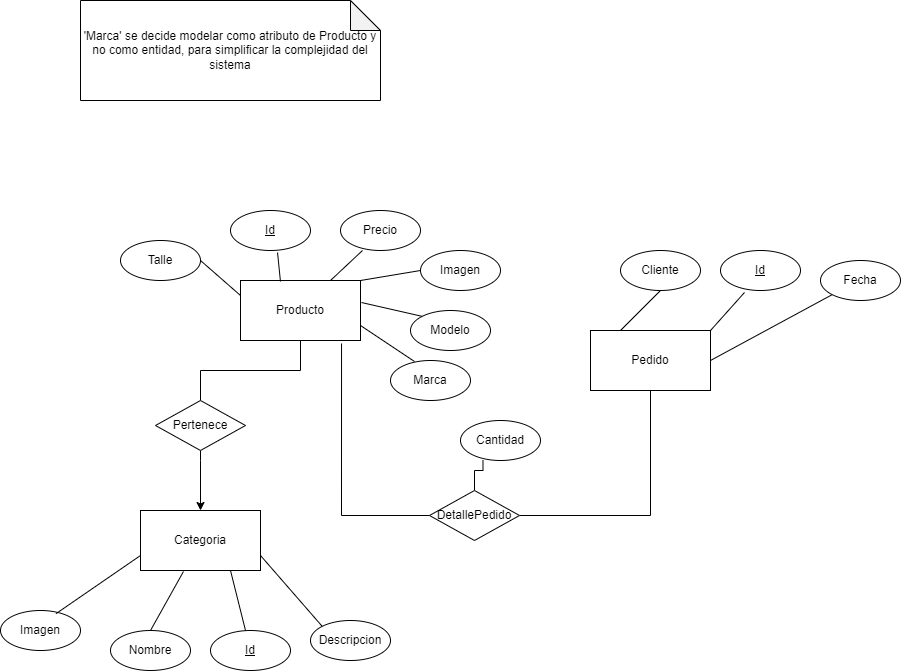 'Marca' se decide modelar como atributo de Producto y
no como entidad, para simplificar la complejidad del
sistema
Id
Precio
Talle
Imagen
Producto
Modelo
Marca
Cliente
Id
Fecha
Pedido
Pertenece
Cantidad
DetallePedido
Categoria
Imagen
Nombre
Id
Descripcion